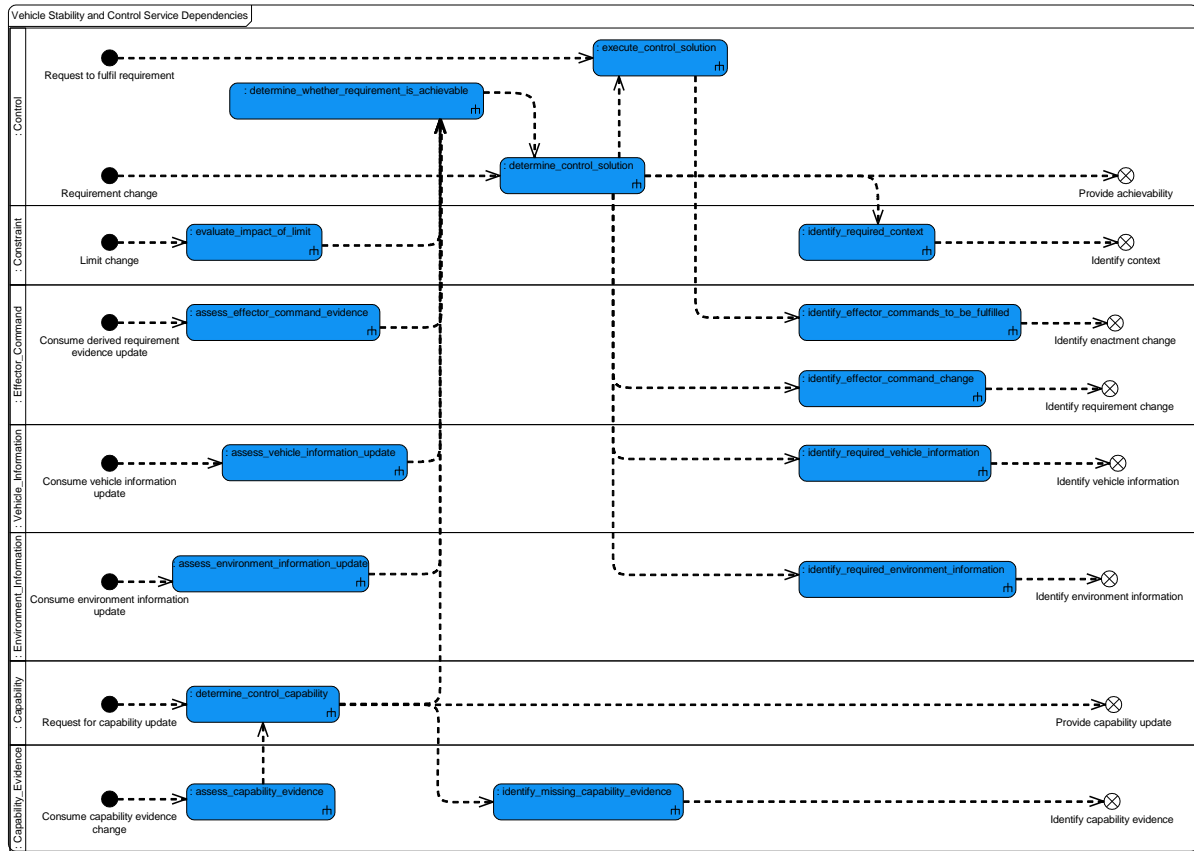 Vehicle Stability and Control Service Dependencies
: Control
Request to fulfil requirement
: execute_control_solution
: determine_whether_requirement_is_achievable
Requirement change
: determine_control_solution
Provide achievability
: Constraint
Limit change
: evaluate_impact_of_limit
: identify_required_context
Identify context
: Effector_Command
Consume derived requirement
evidence update
: assess_effector_command_evidence
: identify_effector_commands_to_be_fulfilled
Identify enactment change
: identify_effector_command_change
Identify requirement change
: Vehicle_Information
Consume vehicle information
update
: assess_vehicle_information_update
: identify_required_vehicle_information
Identify vehicle information
: Environment_Information
Consume environment information
update
: assess_environment_information_update
: identify_required_environment_information
Identify environment information
: Capability
Request for capability update
: determine_control_capability
Provide capability update
: Capability_Evidence
Consume capability evidence
change
: assess_capability_evidence
: identify_missing_capability_evidence
Identify capability evidence